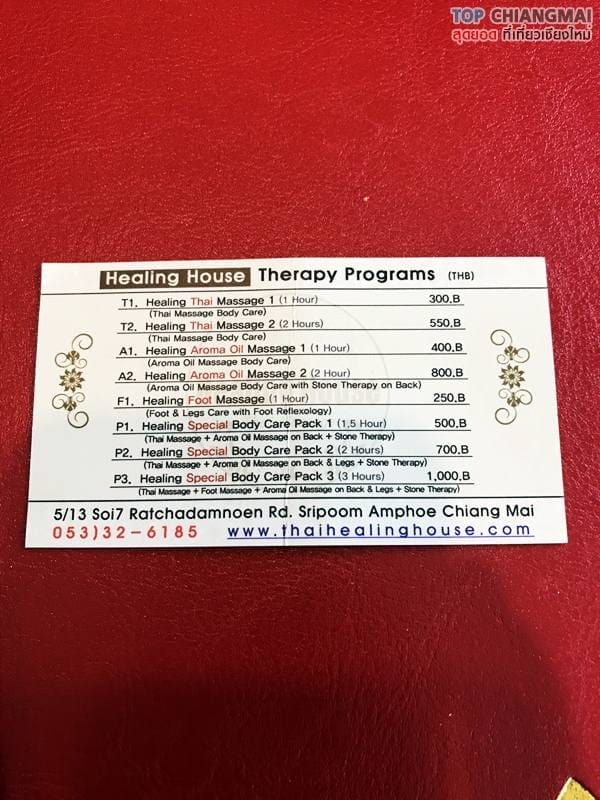 TOP CHIANGMAI
สุดยอด ที่เที่ยวเชียงใหม่
Healing House Therapy Programs (THB)
T1. Healing Thai Massage 1 (1 Hour) 300.B
(Thai Massage Body Care)
T2. Healing Thai Massage 2 (2 Hours) 550.B
(Thai Massage Body Care)
A1. Healing Aroma Oil Massage 1 (1 Hour) 400.B
(Aroma Oil Massage Body Care)
A2. Healing Aroma Oil Massage 2 (2 Hour) 800.B
(Aroma Oil Massage Body Care with Stone Therapy on Back)
F1. Healing Foot Massage (1 Hour) 250.B
(Foot & Legs Care with Foot Reflexology)
P1. Healing Special Body Care Pack 1 (1,5 Hour) 500.B
(Thai Massage + Aroma Oil Massage on Back + Stone Therapy)
P2. Healing Special Body Care Pack 2 (2 Hours) 700.B
(Thai Massage + Aroma Oil Massage on Back & Legs + Stone Therapy)
P3. Healing Special Body Care Pack 3 (3 Hours) 1,000.B
(Thai Massage + Foot Massage + Aroma Oil Massage on Back & Legs + Stone Therapy)
5/13 Soi7 Ratchadamnoen Rd. Sripoom Amphoe Chiang Mai
053)32-6185 www.thaihealinghouse.com